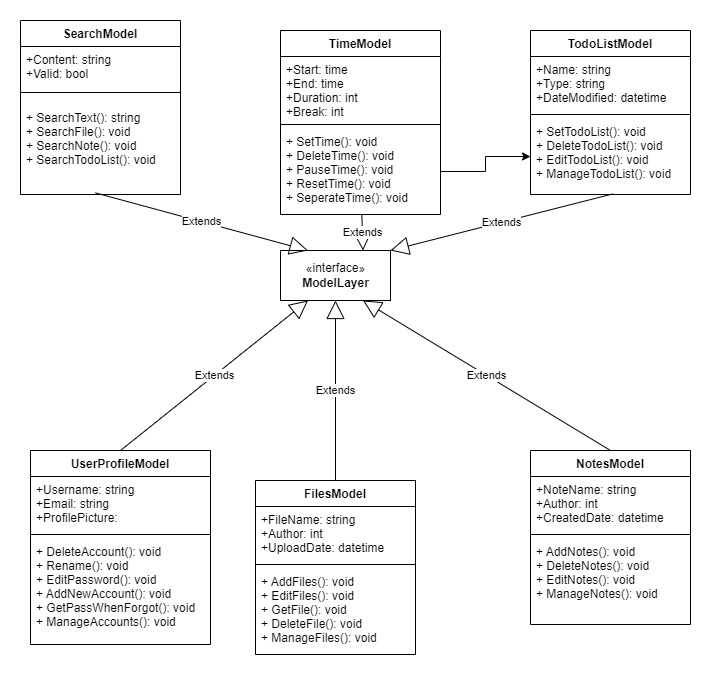 SearchModel
+Content: string
+Valid: bool
+ SearchText(): string
+ SearchFile(): void
+ SearchNote(): void
+ SearchTodoList(): void
TimeModel
+Start: time
+End: time
+Duration: int
+Break: int
+ SetTime(): void
+ DeleteTime(): void
+ PauseTime(): void
+ ResetTime(): void
+ SeperateTime(): void
TodoListModel
+Name: string
+Type: string
+DateModified: datetime
+ SetTodoList(): void
+ DeleteTodoList(): void
+ EditTodoList(): void
+ ManageTodoList(): void
Extends
Extends
Extends
«interface»
ModelLayer
Extends
Extends
Extends
UserProfileModel
+Username: string
+Email: string
+ProfilePicture:
+ DeleteAccount(): void
+ Rename(): void
+ EditPassword(): void
+ AddNewAccount(): void
+ GetPassWhenForgot(): void
+ ManageAccounts(): void
FilesModel
+FileName: string
+Author: int
+UploadDate: datetime
+ AddFiles(): void
+ EditFiles(): void
+ GetFile(): void
+ DeleteFile(): void
+ ManageFiles(): void
NotesModel
+NoteName: string
+Author: int
+CreatedDate: datetime
+ AddNotes(): void
+ DeleteNotes(): void
+ EditNotes(): void
+ ManageNotes(): void